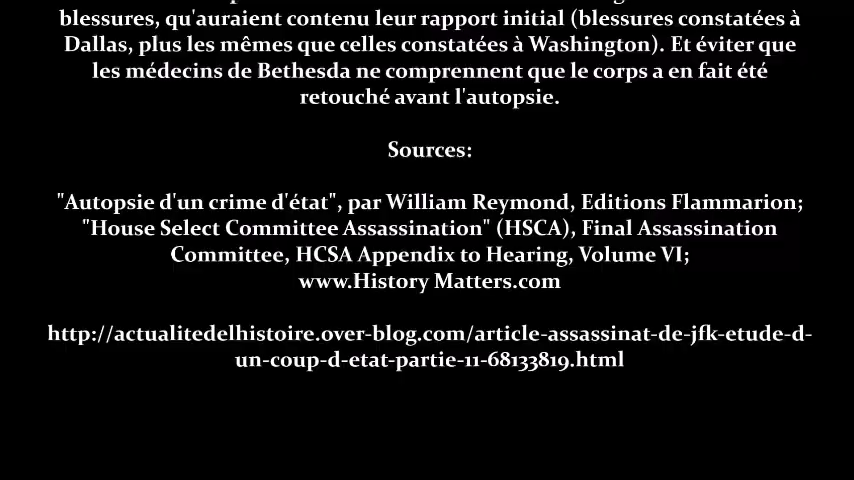 blessures, qu'auraient contenu leur rapport initial (blessures constatées à
Dallas, plus les mêmes que celles constatées à Washington). Et éviter que
les médecins de Bethesda ne comprennent que le corps a en fait été
retouché avant l'autopsie.
Sources:
"Autopsie d'un crime d'état", par William Reymond, Editions Flammarion;
"House Select Committee Assassination" (HSCA), Final Assassination
Committee, HCSA Appendix to Hearing, Volume VI;
www.History Matters.com
http://actualitedelhistoire.over-blog.com/article-assassinat-de-jfk-etude-d-
un-coup-d-etat-partie-11-68133819.html